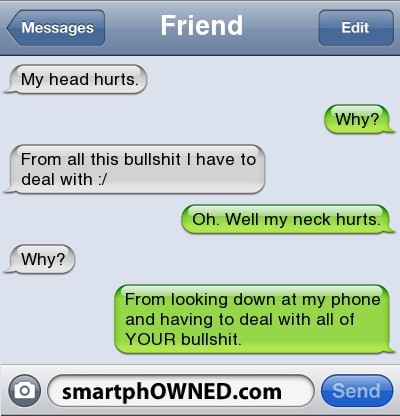 Messages
Friend
Edit
My head hurts.
Why?
From all this bullshit I have to
deal with :/
Oh. Well my neck hurts.
Why?
From looking down at my phone
and having to deal with all of
YOUR bullshit.
smartphOWNED.com
Send